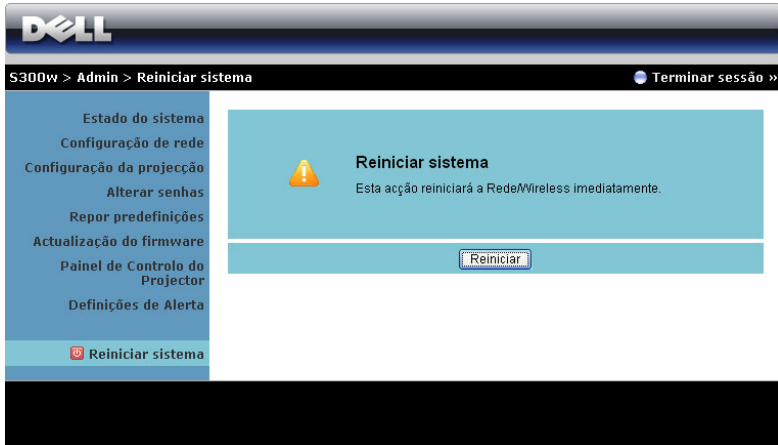 DELL
S300w > Admin > Reiniciar sistema
Terminar sessão »
Estado do sistema
Configuração de rede
Configuração da projecção
Alterar senhas
Repor predefinições
Actualização do firmware
Painel de Controlo do
Projector
Definições de Alerta
Reiniciar sistema
Reiniciar sistema
Esta acção reiniciará a Rede/Wireless imediatamente.
Reiniciar